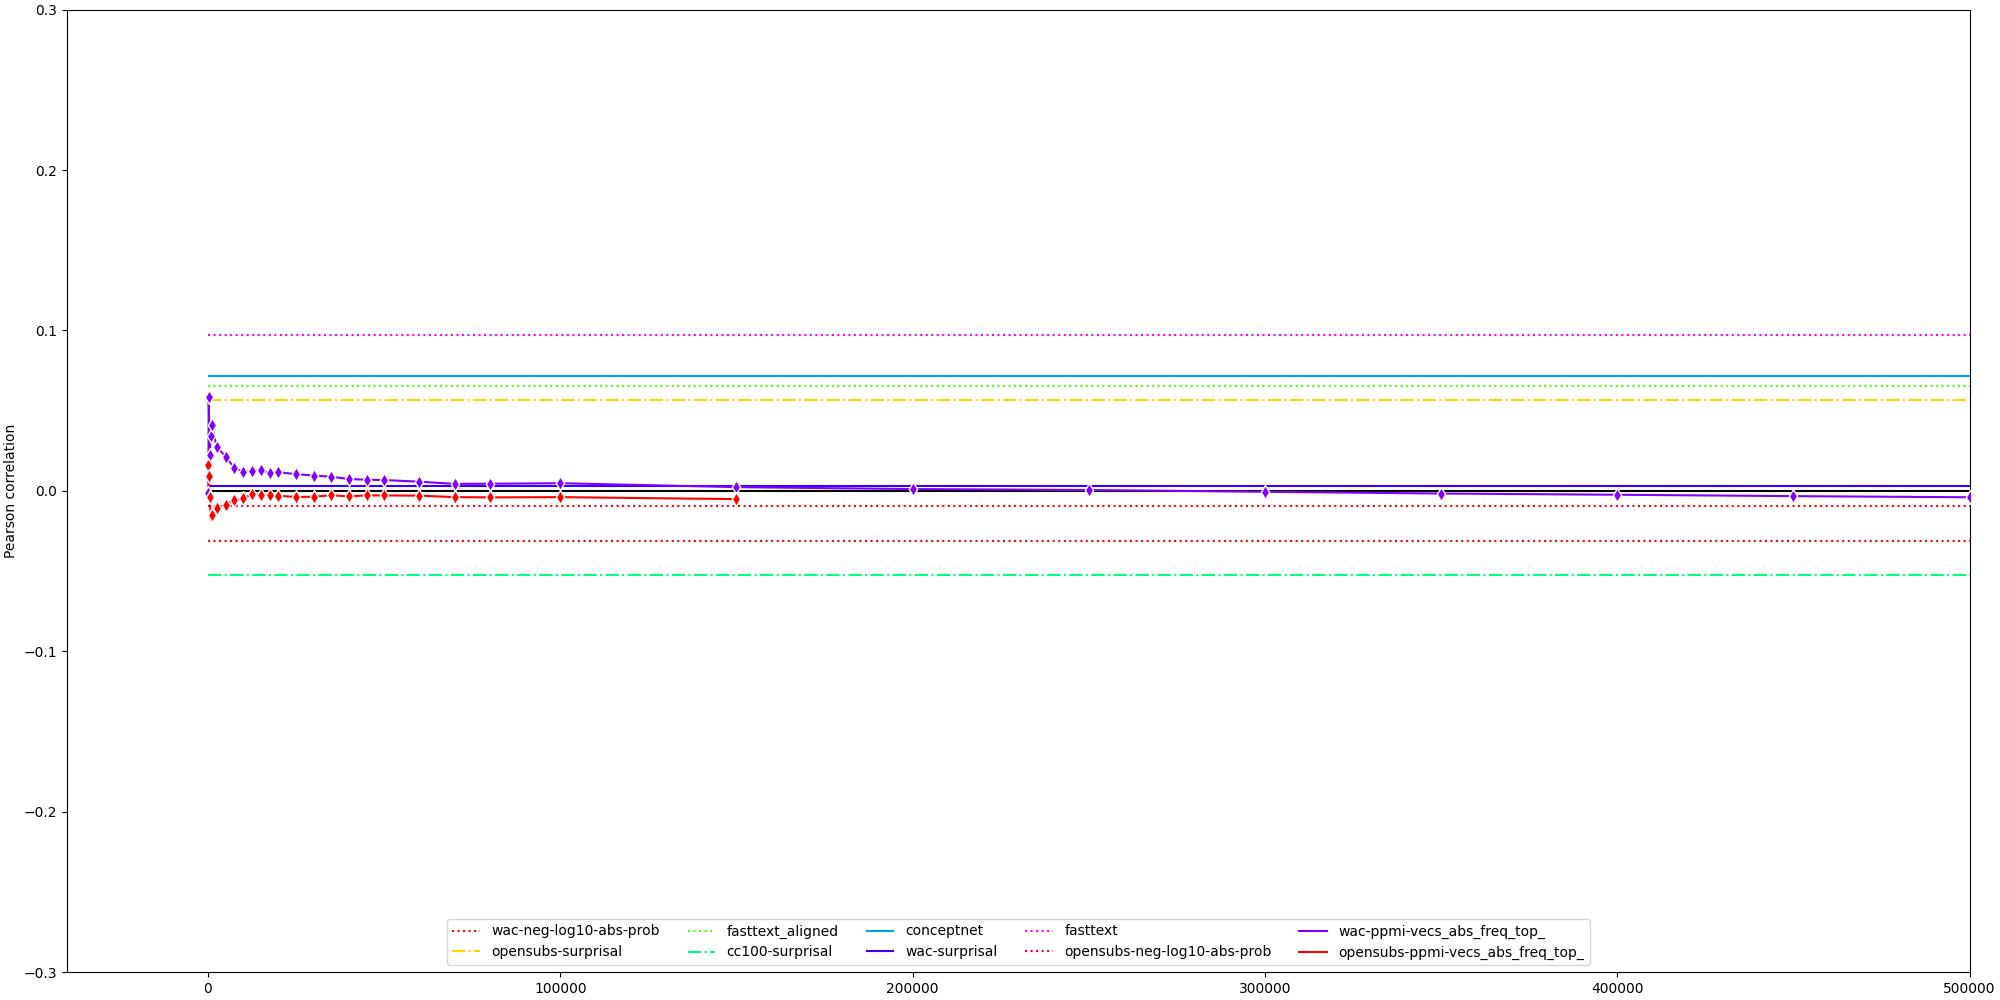 0.3
0.2
0.1
0.0
−0.1
−0.2
−0.3
Pearson correlation
wac-neg-log10-abs-prob
opensubs-surprisal
fasttext_aligned
cc100-surprisal
conceptnet
wac-surprisal
fasttext
opensubs-neg-log10-abs-prob
wac-ppmi-vecs_abs_freq_top_
opensubs-ppmi-vecs_abs_freq_top_
0
100000
200000
300000
400000
500000